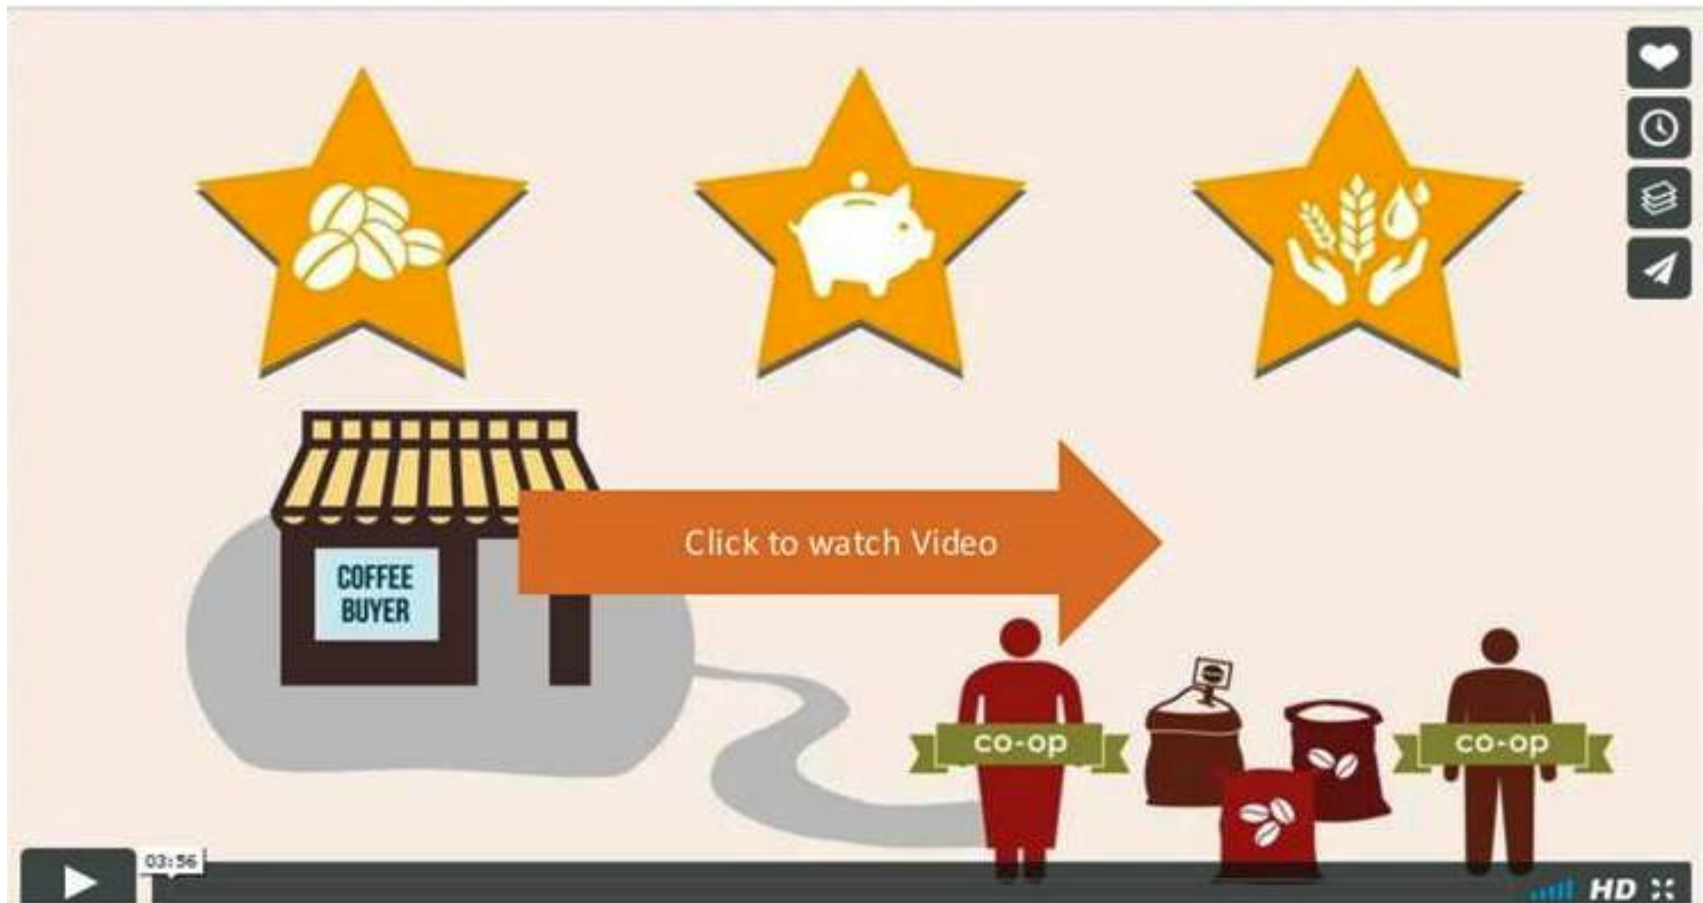 Click to watch Video
COFFEE
BUYER
co-op
co-op
03:56
HD